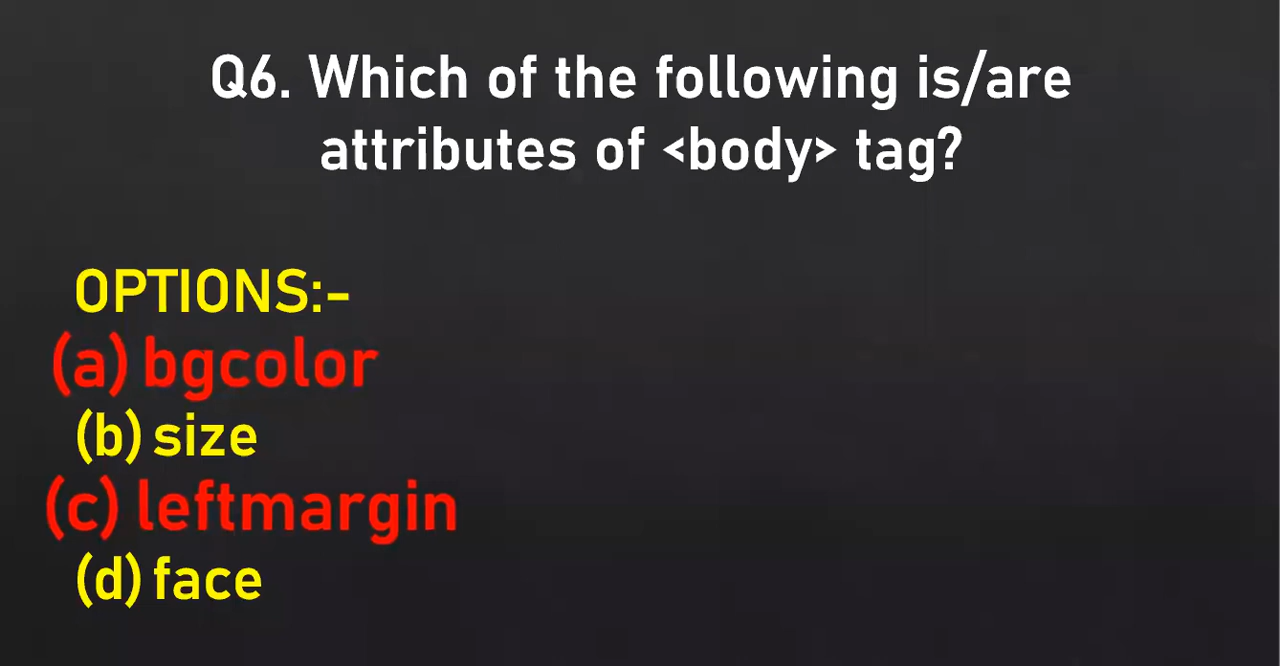 Q6. Which of the following is/are
attributes of <body> tag?
OPTIONS:-
(a) bgcolor
(b) size
(c) leftmargin
(d) face